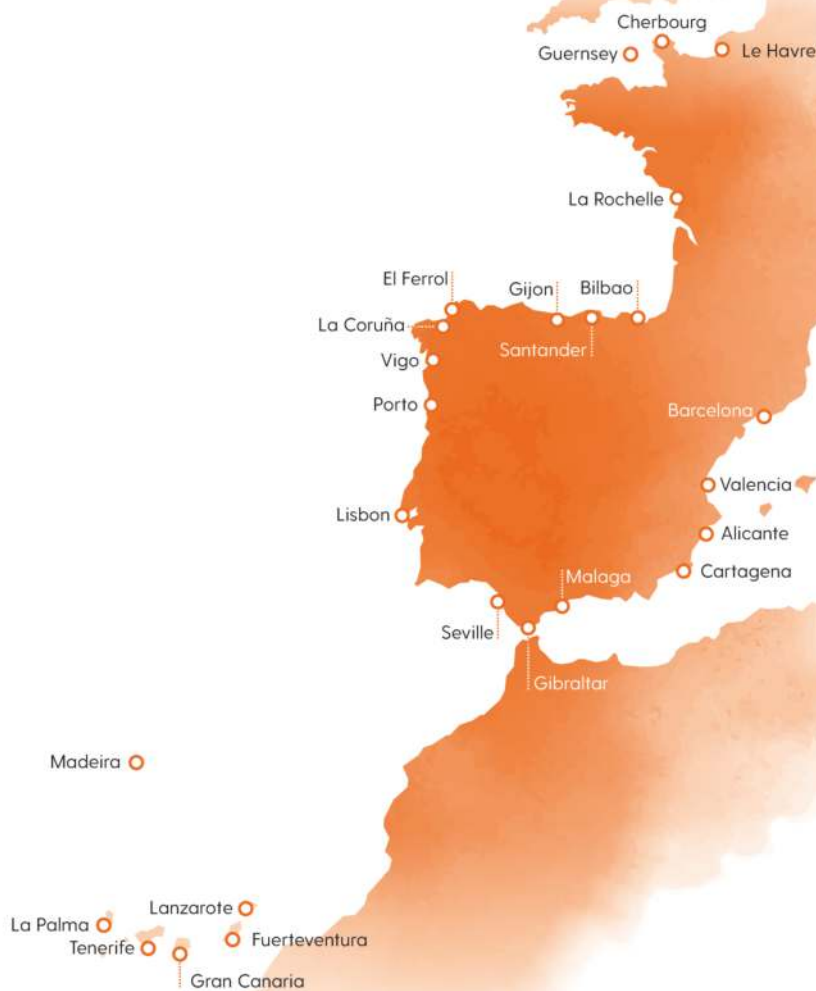 Cherbourg
Guernsey
Le Havre
La Rochelle
El Ferrol
Gijon
Bilbao
La Coruña
Santander
Vigo
Porto
Barcelona
Valencia
Lisbon
Alicante
Cartagena
Malaga
Seville
Gibraltar
Madeira
Lanzarote
La Palma
Fuerteventura
Tenerife
Gran Canaria